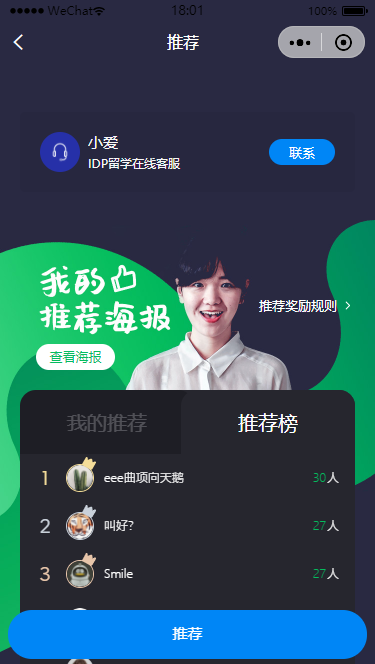 WeChat 18:01 100%
推荐
小爱
IDP留学在线客服
联系
我的
推荐海报
推荐奖励规则
查看海报
我的推荐 推荐榜
1 eee曲项向天鹅 30人
2 叫好? 27人
3 Smile 27人
推荐